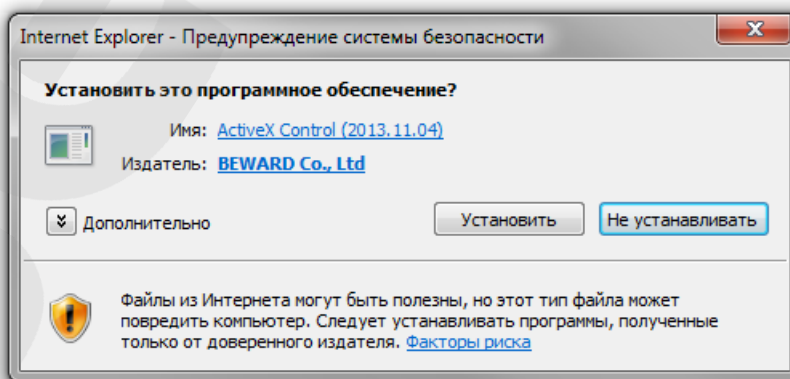 Internet Explorer - Предупреждение системы безопасности
Установить это программное обеспечение?
Имя: ActiveX Control (2013.11.04)
Издатель: BEWARD Co., Ltd
Дополнительно
Установить
Не устанавливать
Файлы из Интернета могут быть полезны, но этот тип файла может
повредить компьютер. Следует устанавливать программы, полученные
только от доверенного издателя. Факторы риска